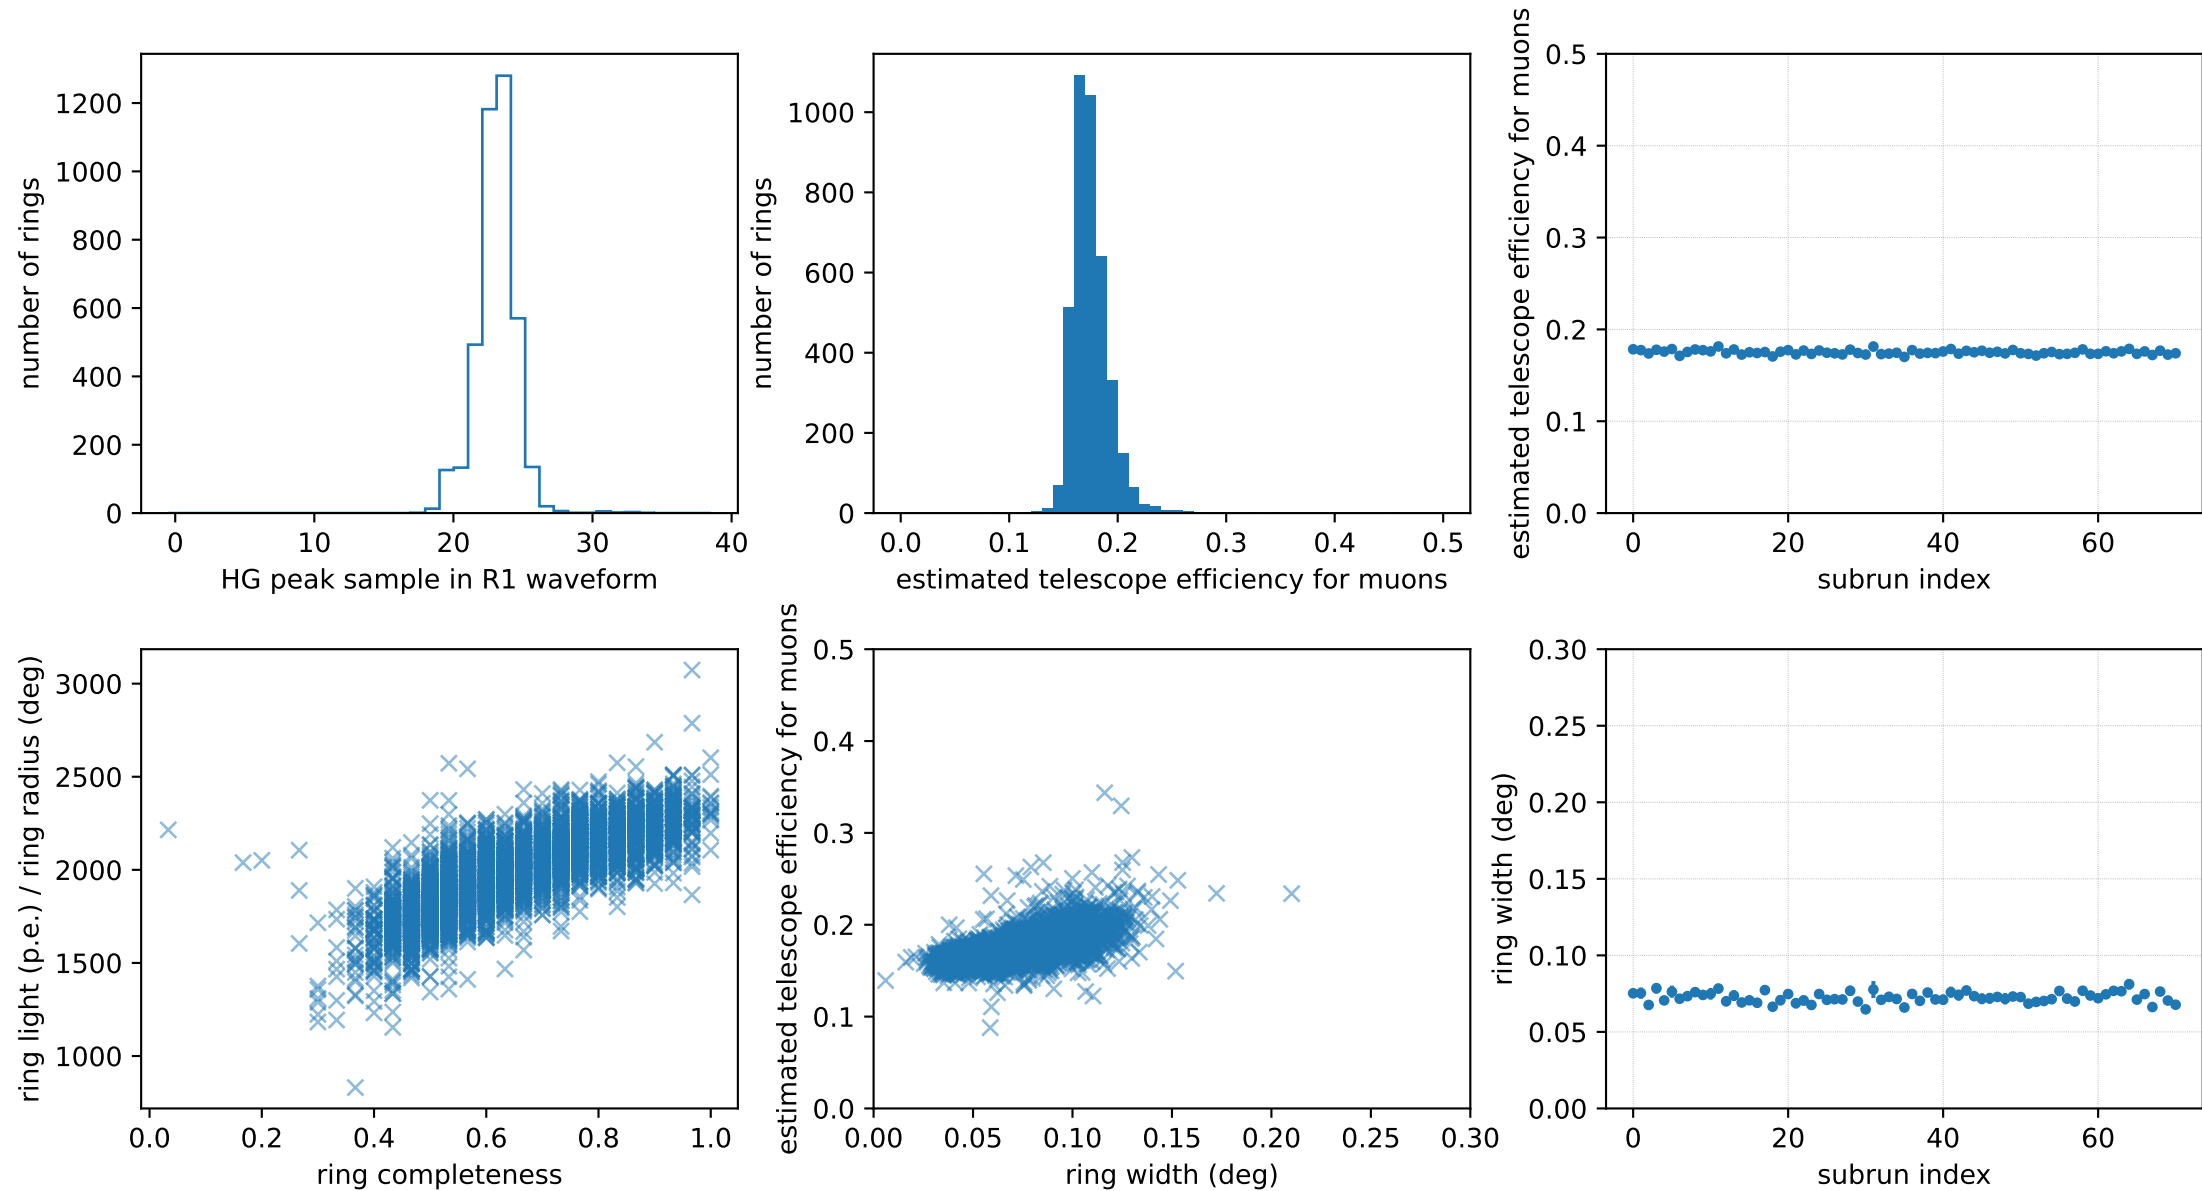 number of rings
1200
1000
800
600
400
200
0
0 10 20 30 40
HG peak sample in R1 waveform
number of rings
1000
800
600
400
200
0
0.0 0.1 0.2 0.3 0.4 0.5
estimated telescope efficiency for muons
estimated telescope efficiency for muons
0.5
0.4
0.3
0.2
0.1
0.0
0 20 40 60
subrun index
ring light (p.e.) / ring radius (deg)
3000
2500
2000
1500
1000
0.0 0.2 0.4 0.6 0.8 1.0
ring completeness
estimated telescope efficiency for muons
0.5
0.4
0.3
0.2
0.1
0.0
0.00 0.05 0.10 0.15 0.20 0.25 0.30
ring width (deg)
ring width (deg)
0.30
0.25
0.20
0.15
0.10
0.05
0.00
0 20 40 60
subrun index